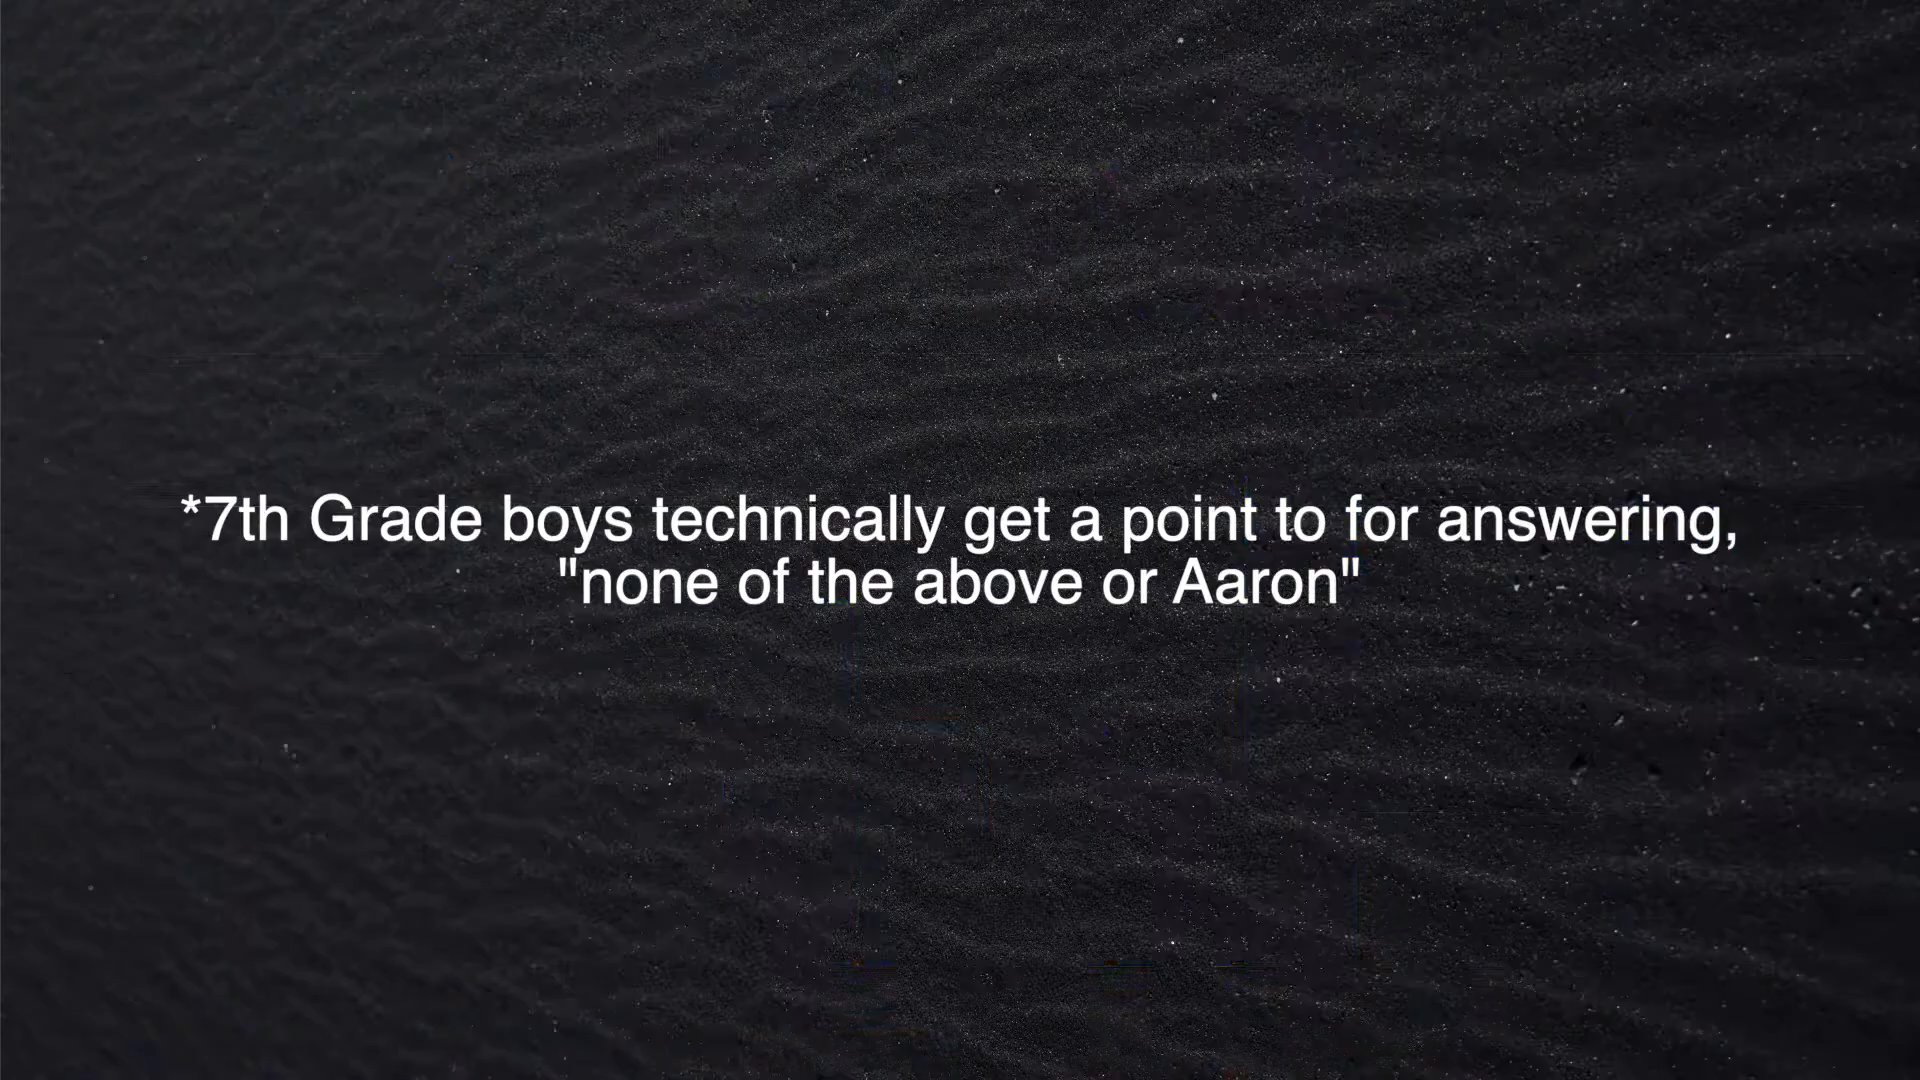 *7th Grade boys technically get a point to for answering,
"none of the above or Aaron"